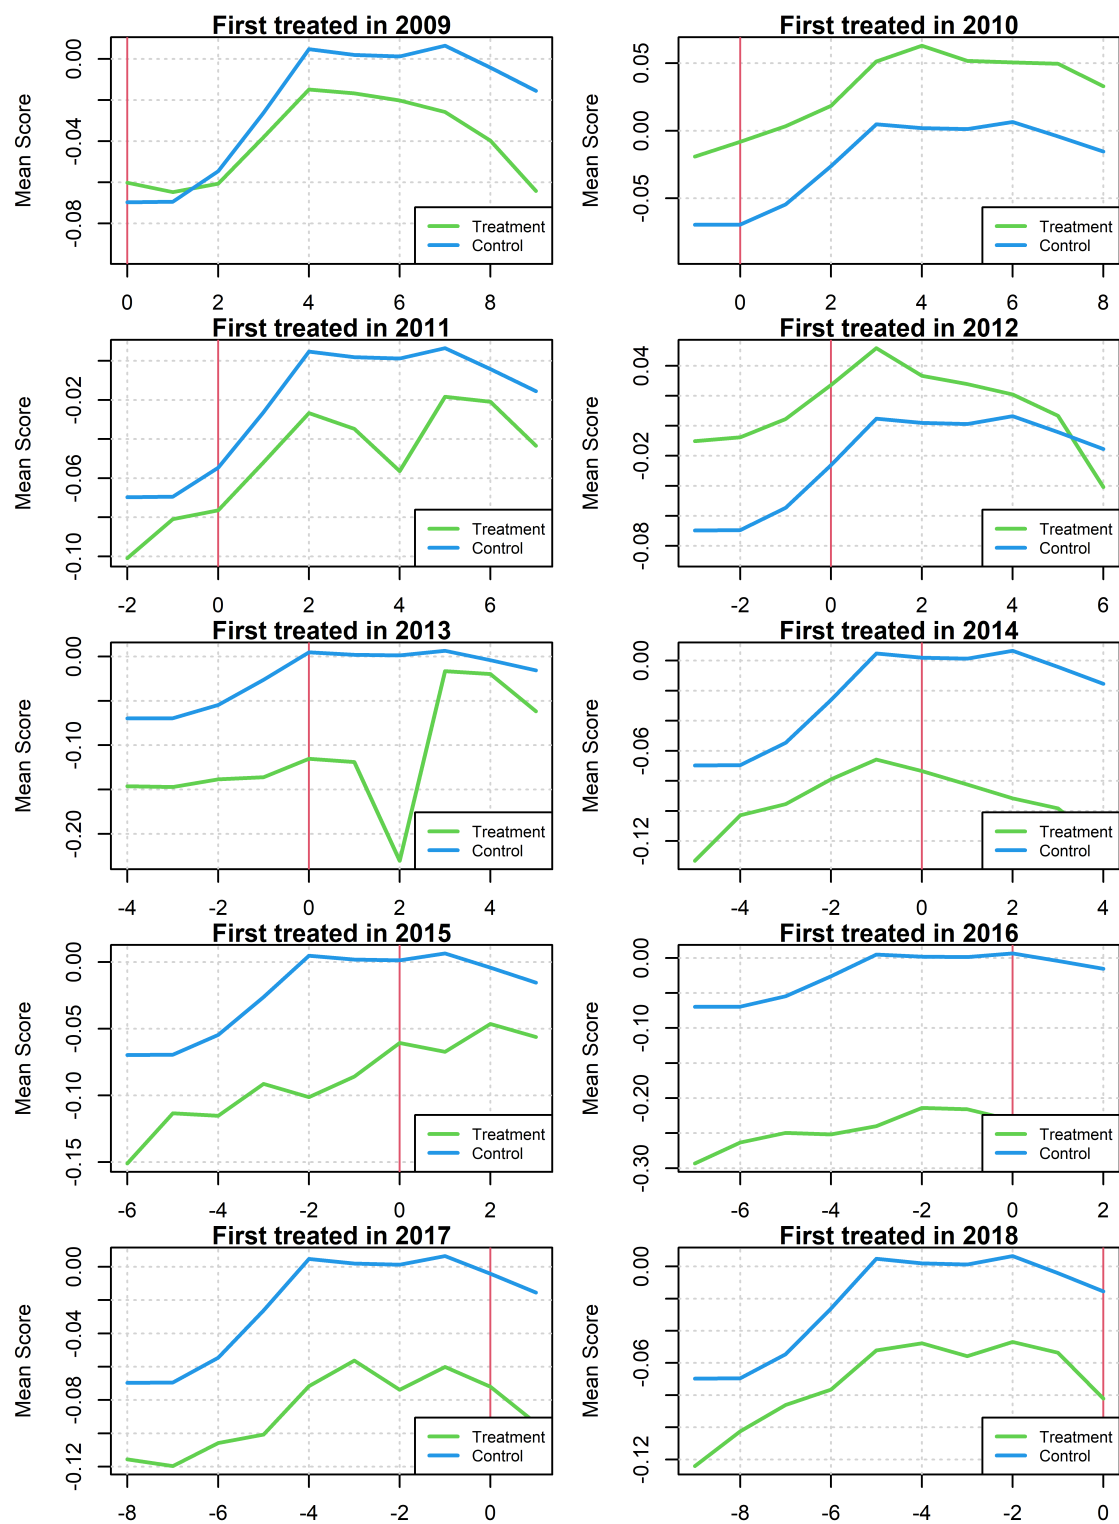 First treated in 2009
Mean Score
0.00
-0.04
-0.08
0 2 4 6 8
Treatment
Control
First treated in 2010
Mean Score
0.05
0.00
-0.05
0 2 4 6 8
Treatment
Control
First treated in 2011
Mean Score
-0.02
-0.06
-0.10
-2 0 2 4 6
Treatment
Control
First treated in 2012
Mean Score
0.04
-0.02
-0.08
-2 0 2 4 6
Treatment
Control
First treated in 2013
Mean Score
0.00
-0.10
-0.20
-4 -2 0 2 4
Treatment
Control
First treated in 2014
Mean Score
0.00
-0.06
-0.12
-4 -2 0 2 4
Treatment
Control
First treated in 2015
Mean Score
0.00
-0.05
-0.10
-0.15
-6 -4 -2 0 2
Treatment
Control
First treated in 2016
Mean Score
0.00
-0.10
-0.20
-0.30
-6 -4 -2 0 2
Treatment
Control
First treated in 2017
Mean Score
0.00
-0.04
-0.08
-0.12
-8 -6 -4 -2 0
Treatment
Control
First treated in 2018
Mean Score
0.00
-0.06
-0.12
-8 -6 -4 -2 0
Treatment
Control